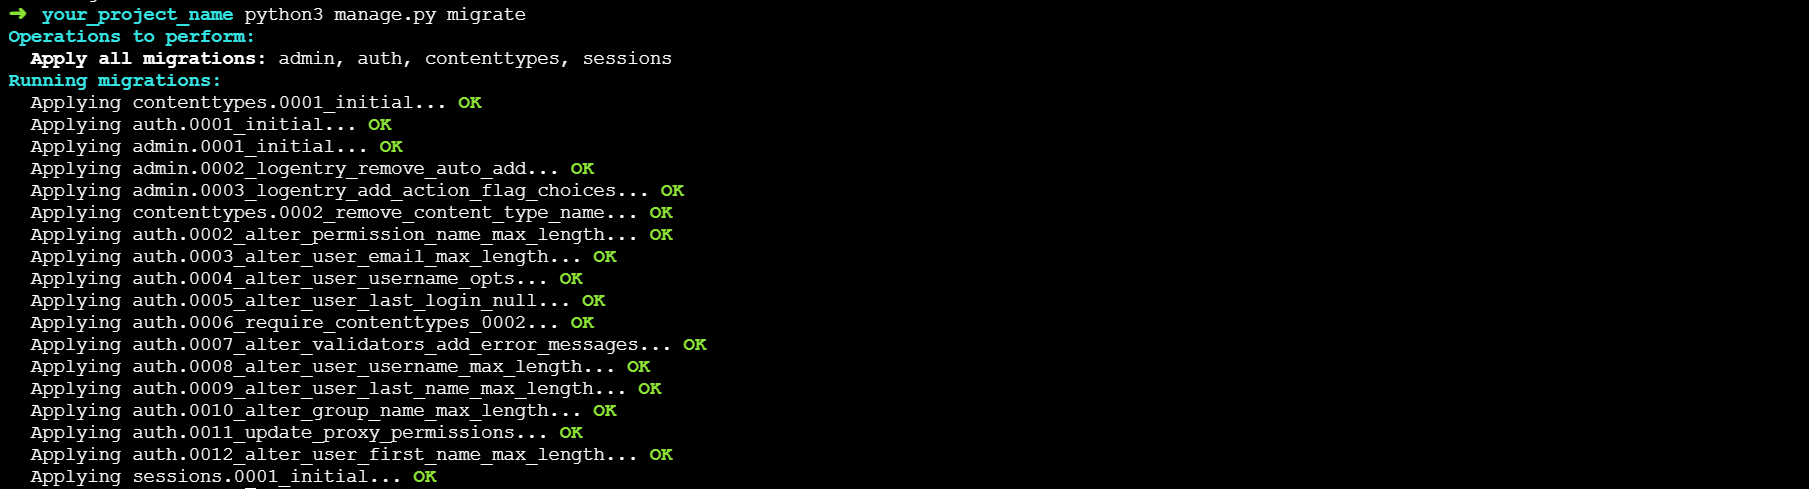 ➜ your_project_name python3 manage.py migrate
Operations to perform:
  Apply all migrations: admin, auth, contenttypes, sessions
Running migrations:
  Applying contenttypes.0001_initial... OK
  Applying auth.0001_initial... OK
  Applying admin.0001_initial... OK
  Applying admin.0002_logentry_remove_auto_add... OK
  Applying admin.0003_logentry_add_action_flag_choices... OK
  Applying contenttypes.0002_remove_content_type_name... OK
  Applying auth.0002_alter_permission_name_max_length... OK
  Applying auth.0003_alter_user_email_max_length... OK
  Applying auth.0004_alter_user_username_opts... OK
  Applying auth.0005_alter_user_last_login_null... OK
  Applying auth.0006_require_contenttypes_0002... OK
  Applying auth.0007_alter_validators_add_error_messages... OK
  Applying auth.0008_alter_user_username_max_length... OK
  Applying auth.0009_alter_user_last_name_max_length... OK
  Applying auth.0010_alter_group_name_max_length... OK
  Applying auth.0011_update_proxy_permissions... OK
  Applying auth.0012_alter_user_first_name_max_length... OK
  Applying sessions.0001_initial... OK